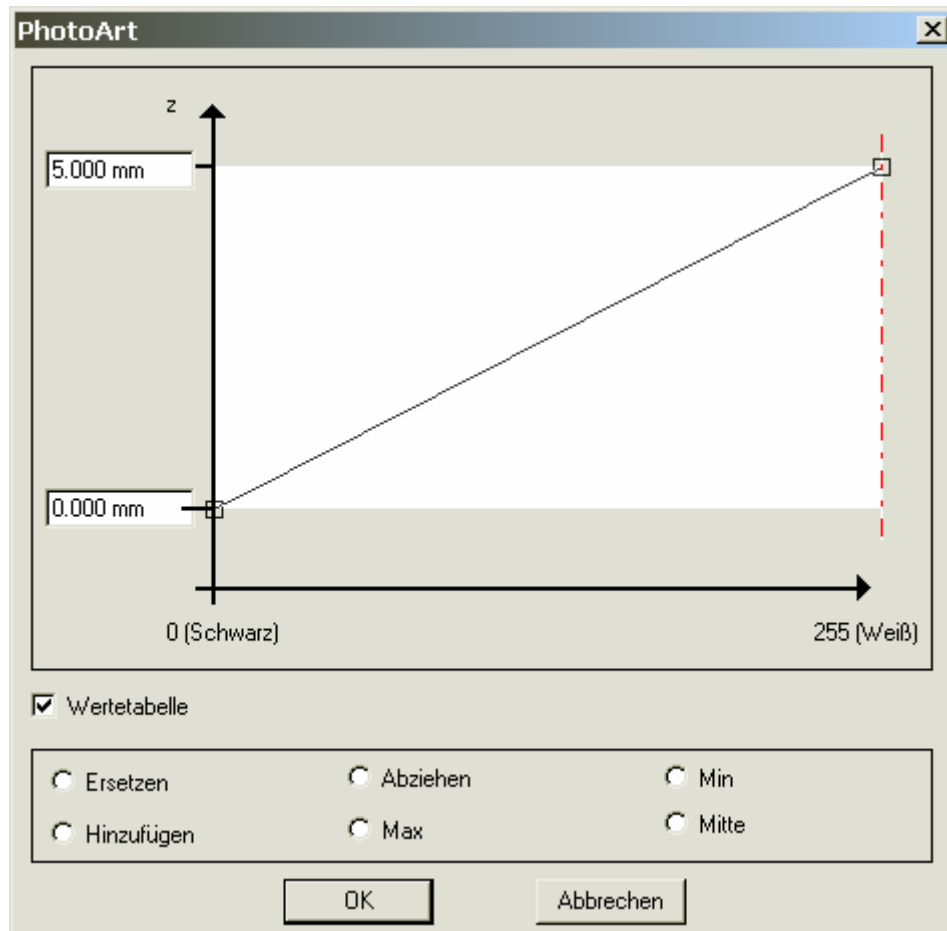 PhotoArt
z
5.000 mm
0.000 mm
0 (Schwarz)
255 (Weiß)
Wertetabelle
Ersetzen
Abziehen
Min
Hinzufügen
Max
Mitte
OK
Abbrechen